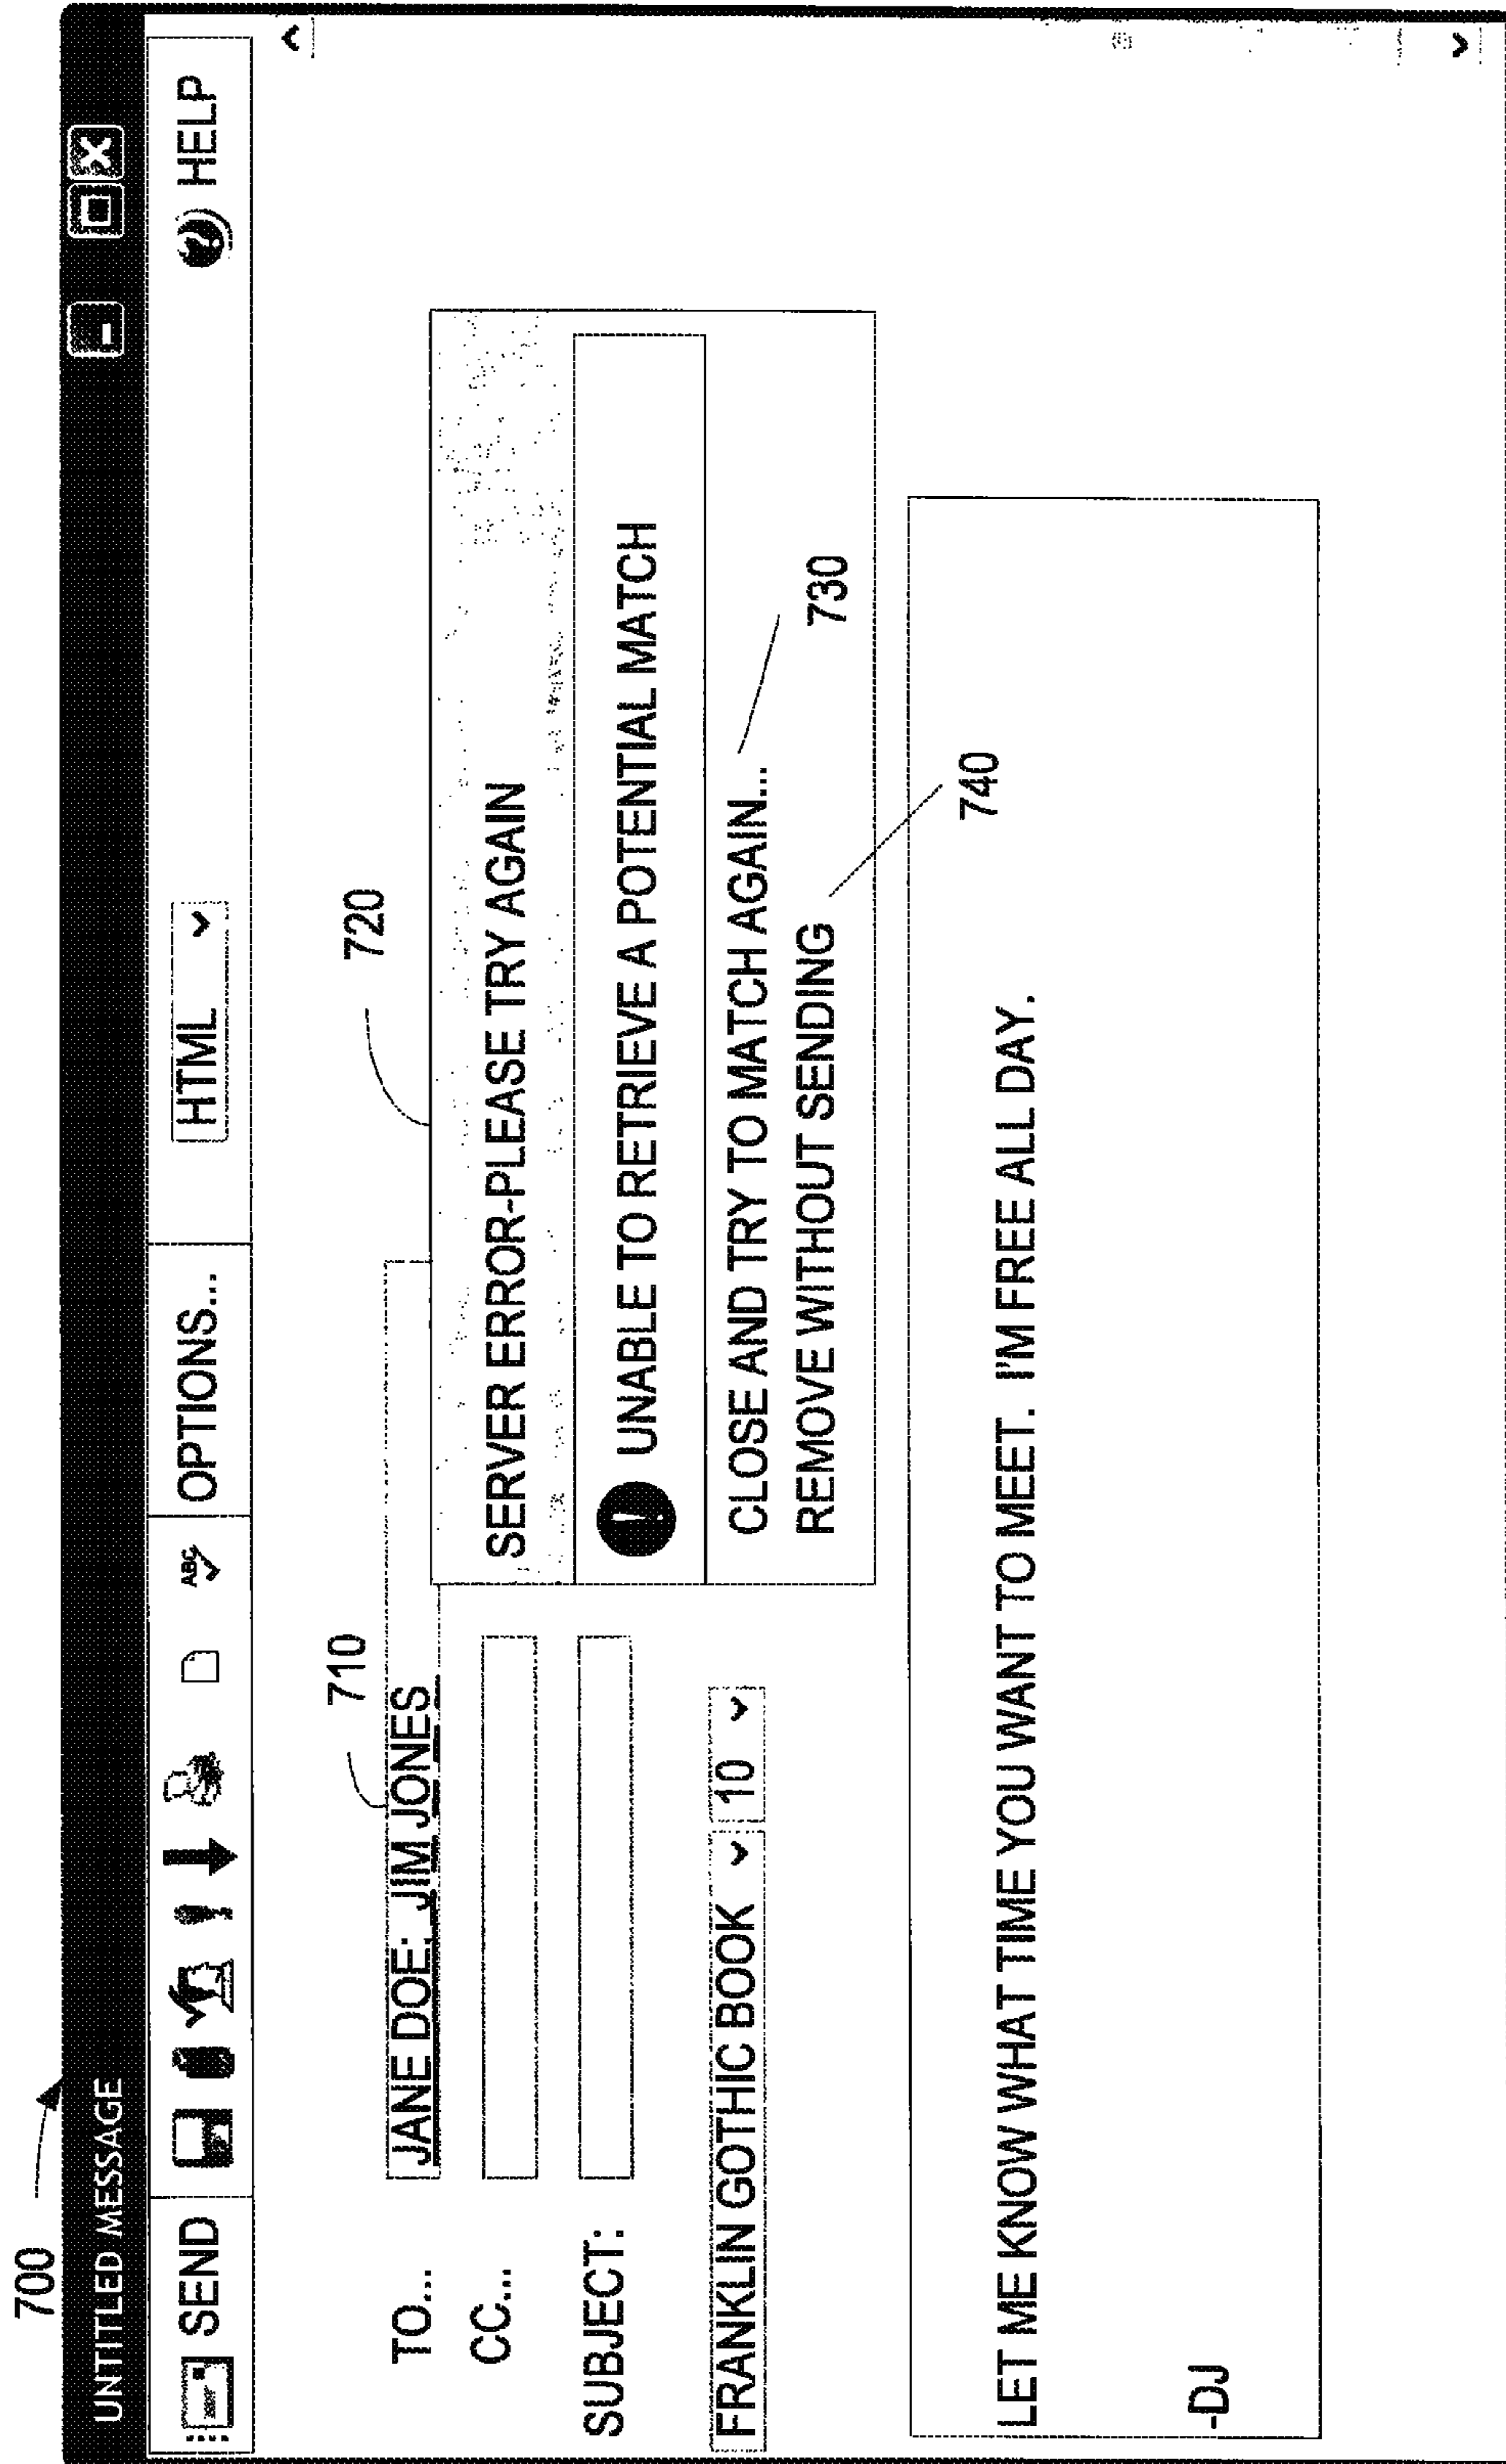 700
UNTITLED MESSAGE
SEND ABC OPTIONS... HTML HELP
710
720
TO... JANE DOE; JIM JONES
CC...
SUBJECT:
SERVER ERROR-PLEASE TRY AGAIN
UNABLE TO RETRIEVE A POTENTIAL MATCH
CLOSE AND TRY TO MATCH AGAIN...
730
REMOVE WITHOUT SENDING
740
FRANKLIN GOTHIC BOOK 10
LET ME KNOW WHAT TIME YOU WANT TO MEET. I'M FREE ALL DAY.
-DJ